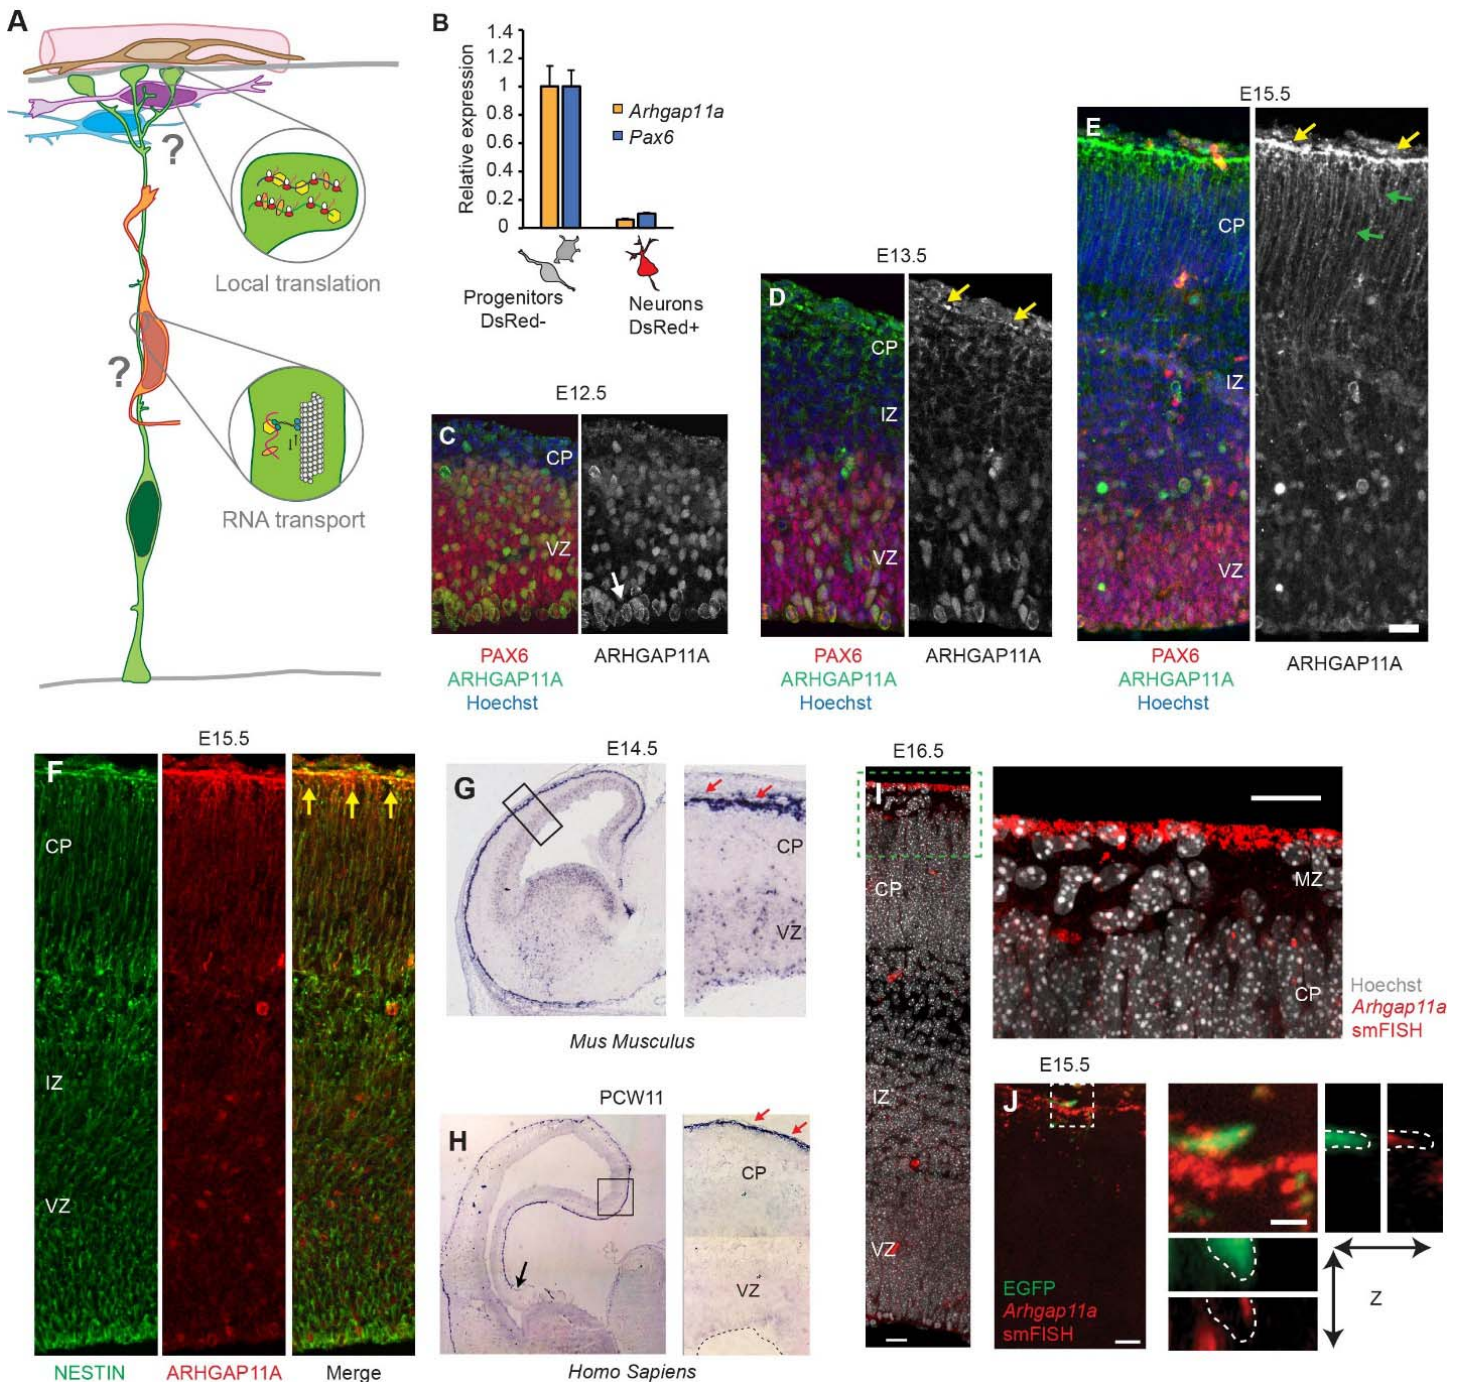 A
?
Local translation
?
RNA transport
B
Relative expression
1.4
1.2
1
0.8
0.6
0.4
0.2
0
Arhgap11a
Pax6
Progenitors
DsRed-
Neurons
DsRed+
E12.5
C
CP
VZ
PAX6
ARHGAP11A
Hoechst
ARHGAP11A
E13.5
D
CP
IZ
VZ
PAX6
ARHGAP11A
Hoechst
ARHGAP11A
E15.5
E
CP
IZ
VZ
PAX6
ARHGAP11A
Hoechst
ARHGAP11A
E15.5
F
CP
IZ
VZ
NESTIN
ARHGAP11A
Merge
E14.5
G
CP
VZ
Mus Musculus
PCW11
H
CP
VZ
Homo Sapiens
E16.5
I
CP
IZ
VZ
MZ
CP
Hoechst
Arhgap11a
smFISH
E15.5
J
EGFP
Arhgap11a
smFISH
Z